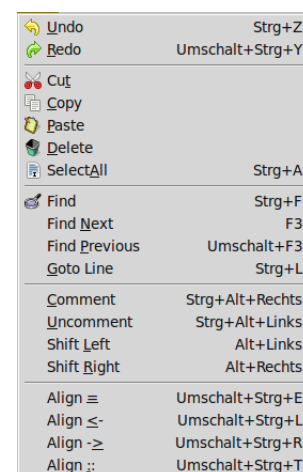 Undo Strg+Z
Redo Umschalt+Strg+Y
Cut
Copy
Paste
Delete
SelectAll Strg+A
Find Strg+F
Find Next F3
Find Previous Umschalt+F3
Goto Line Strg+L
Comment Strg+Alt+Rechts
Uncomment Strg+Alt+Links
Shift Left Alt+Links
Shift Right Alt+Rechts
Align = Umschalt+Strg+E
Align <- Umschalt+Strg+L
Align -> Umschalt+Strg+R
Align :: Umschalt+Strg+T